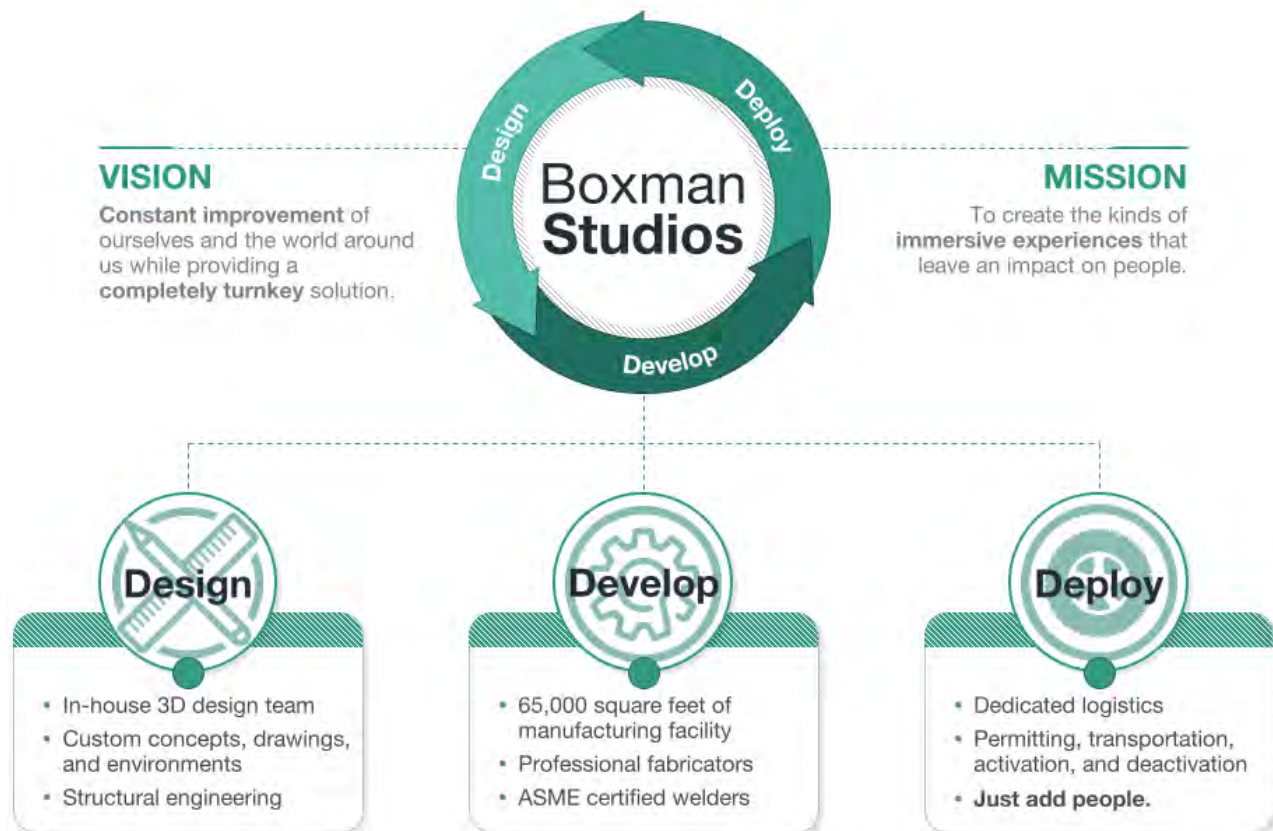 Design
Deploy
Boxman
Studios
Develop
VISION
Constant improvement of
ourselves and the world around
us while providing a
completely turnkey solution.
MISSION
To create the kinds of
immersive experiences that
leave an impact on people.
Design
• In-house 3D design team
• Custom concepts, drawings,
and environments
• Structural engineering
Develop
• 65,000 square feet of
manufacturing facility
• Professional fabricators
• ASME certified welders
Deploy
• Dedicated logistics
• Permitting, transportation,
activation, and deactivation
• Just add people.